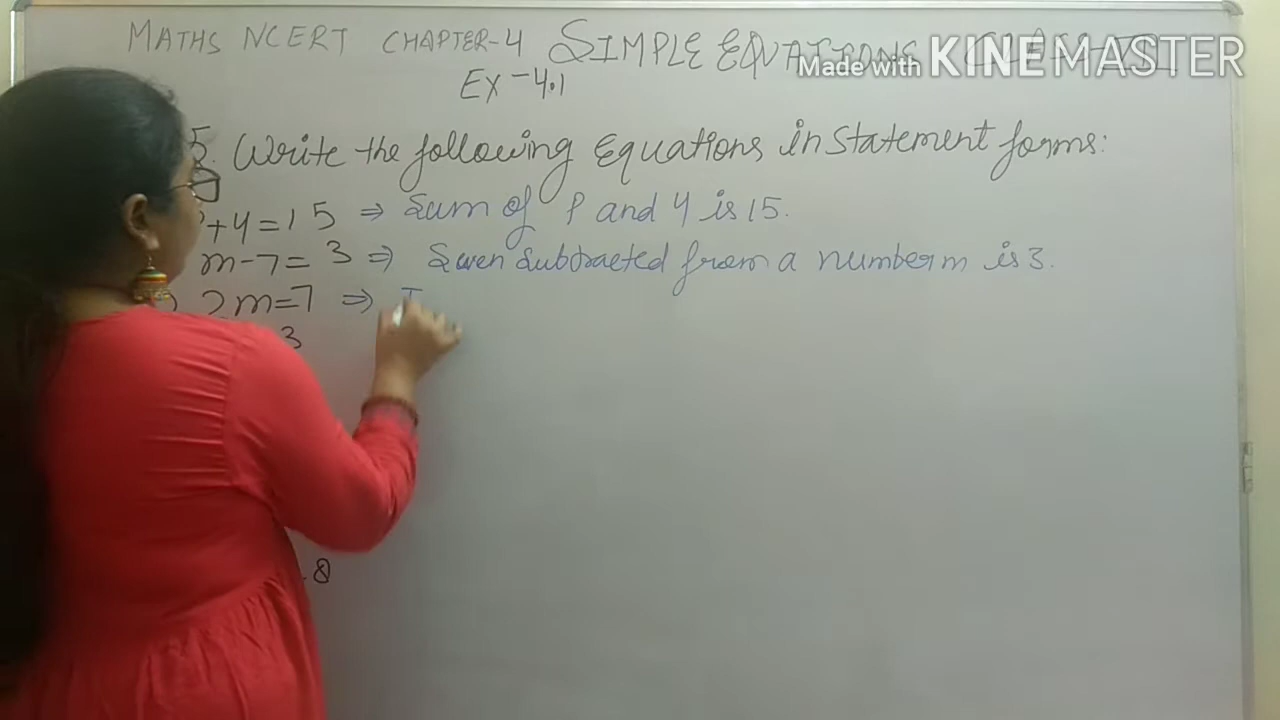 MATHS NCERT CHAPTER-4 SIMPLE EQUATIONS
Made with KINEMASTER
Ex-4.1
5. Write the following Equations in Statement forms:
+4=15 ⇒ Sum of P and 4 is 15.
m-7=3 ⇒ Seven Subtracted from a number m is 3.
2m=7 ⇒ T
3
8